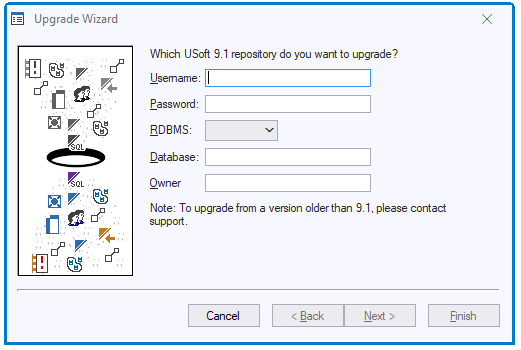 Upgrade Wizard
Which USoft 9.1 repository do you want to upgrade?
Username:
Password:
RDBMS:
Database:
Owner
Note: To upgrade from a version older than 9.1, please contact
support.
SQL
SQL
Cancel
< Back
Next >
Finish